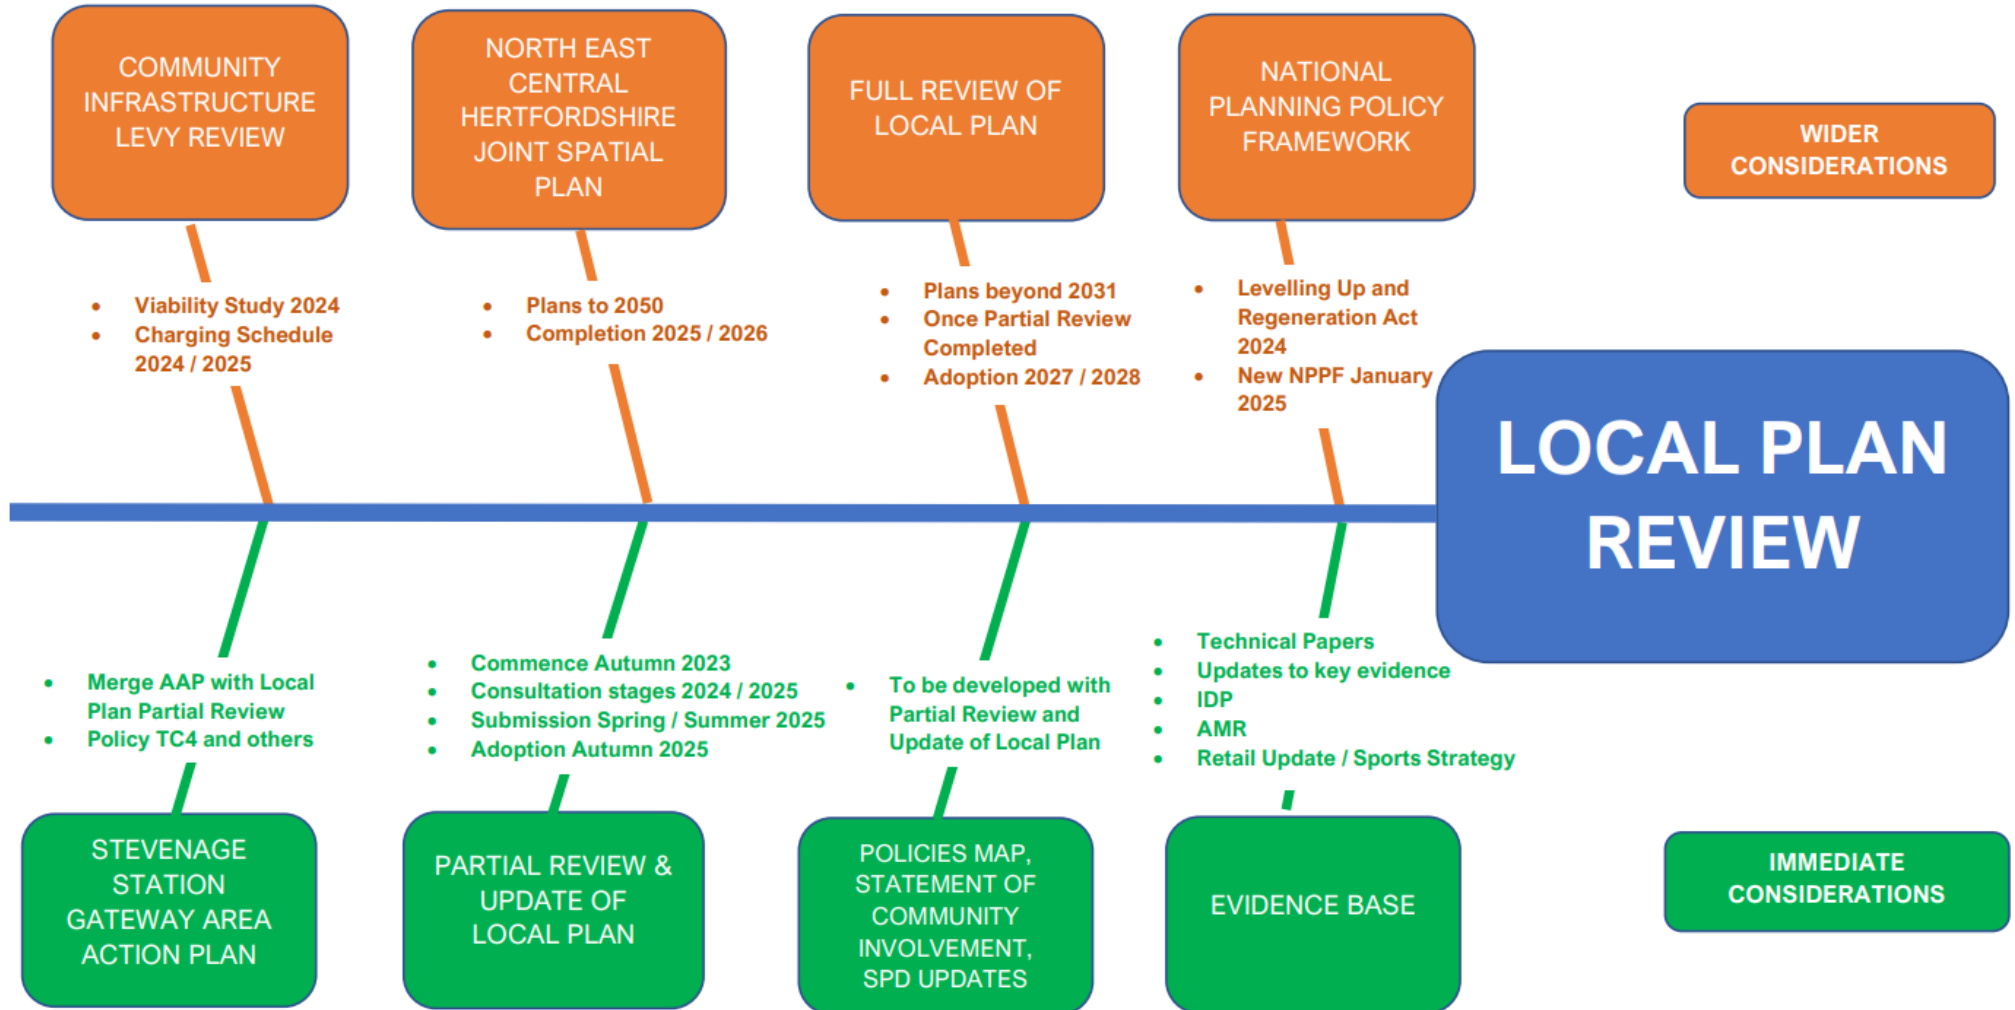 COMMUNITY
INFRASTRUCTURE
LEVY REVIEW
NORTH EAST
CENTRAL
HERTFORDSHIRE
JOINT SPATIAL
PLAN
FULL REVIEW OF
LOCAL PLAN
NATIONAL
PLANNING POLICY
FRAMEWORK
WIDER
CONSIDERATIONS
• Viability Study 2024
• Charging Schedule
2024 / 2025
• Plans to 2050
• Completion 2025 / 2026
• Plans beyond 2031
• Once Partial Review
Completed
• Adoption 2027 / 2028
• Levelling Up and
Regeneration Act
2024
• New NPPF January
2025
LOCAL PLAN
REVIEW
• Merge AAP with Local
Plan Partial Review
• Policy TC4 and others
• Commence Autumn 2023
• Consultation stages 2024 / 2025
• Submission Spring / Summer 2025
• Adoption Autumn 2025
• To be developed with
Partial Review and
Update of Local Plan
• Technical Papers
• Updates to key evidence
• IDP
• AMR
• Retail Update / Sports Strategy
STEVENAGE
STATION
GATEWAY AREA
ACTION PLAN
PARTIAL REVIEW &
UPDATE OF
LOCAL PLAN
POLICIES MAP,
STATEMENT OF
COMMUNITY
INVOLVEMENT,
SPD UPDATES
EVIDENCE BASE
IMMEDIATE
CONSIDERATIONS